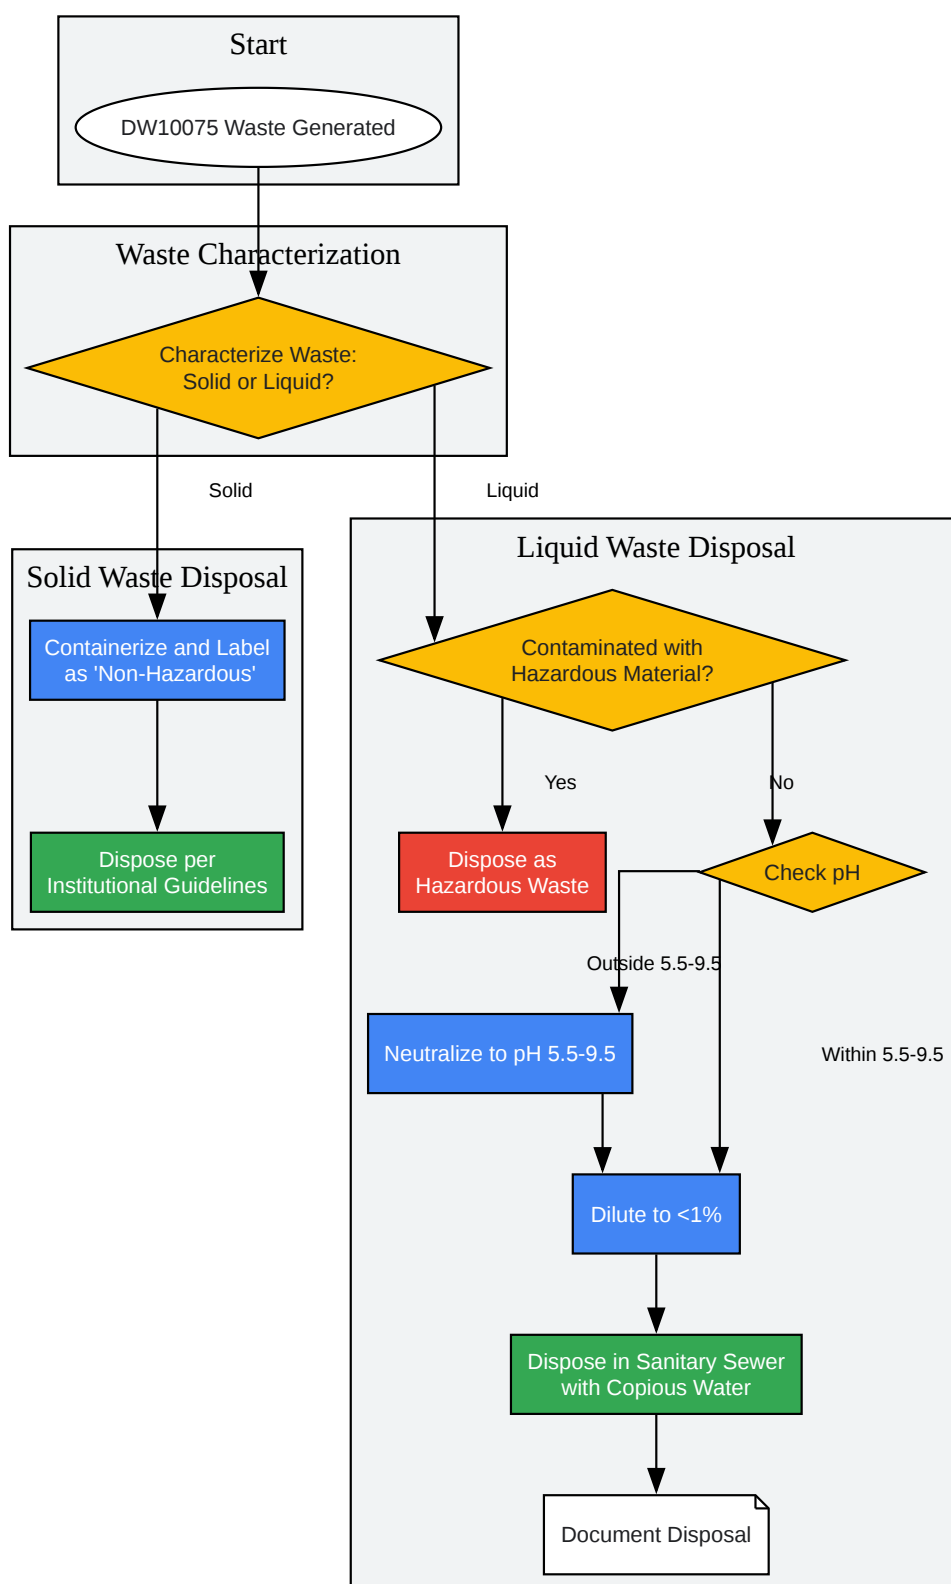 Start
DW10075 Waste Generated
Waste Characterization
Characterize Waste:
Solid or Liquid?
Solid
Liquid
Solid Waste Disposal
Containerize and Label
as 'Non-Hazardous'
Dispose per
Institutional Guidelines
Liquid Waste Disposal
Contaminated with
Hazardous Material?
Yes
No
Dispose as
Hazardous Waste
Check pH
Outside 5.5-9.5
Neutralize to pH 5.5-9.5
Within 5.5-9.5
Dilute to <1%
Dispose in Sanitary Sewer
with Copious Water
Document Disposal